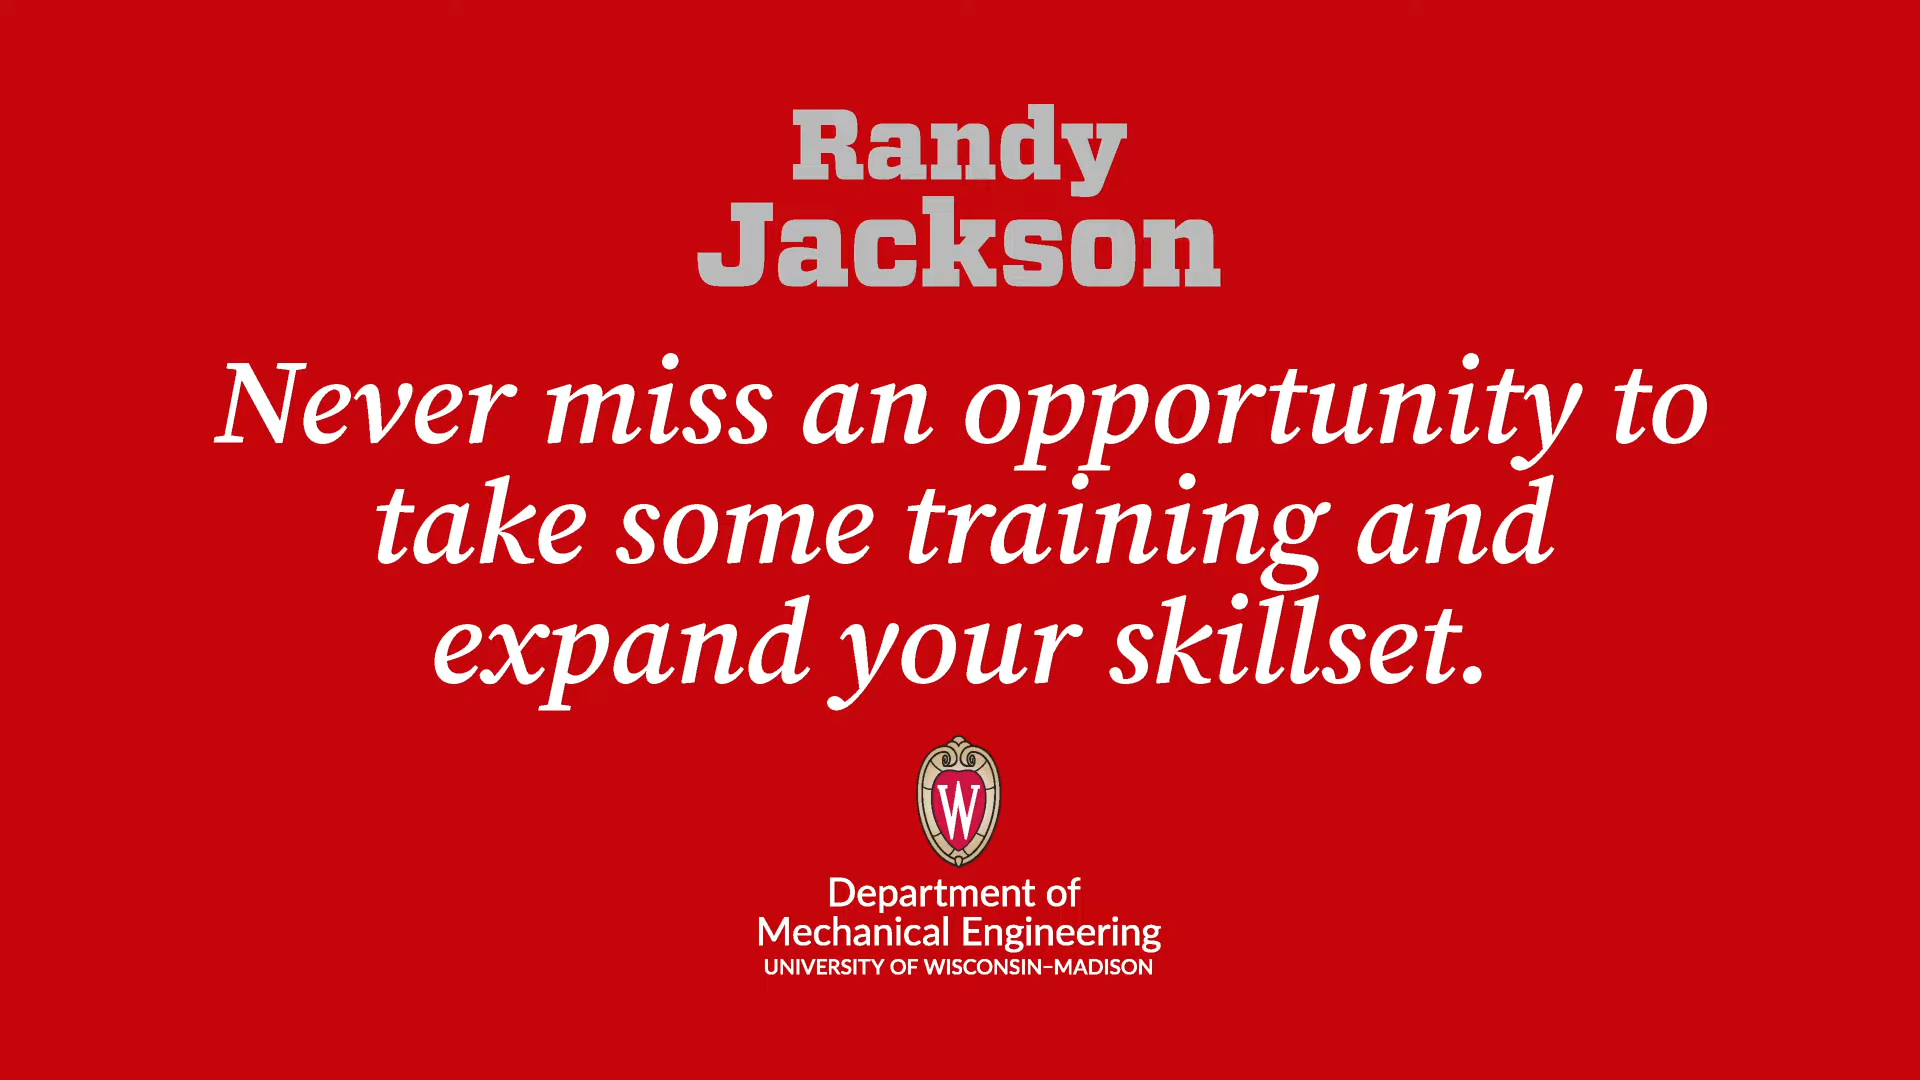 Randy
Jackson
Never miss an opportunity to
take some training and
expand your skillset.
W
Department of
Mechanical Engineering
UNIVERSITY OF WISCONSIN–MADISON